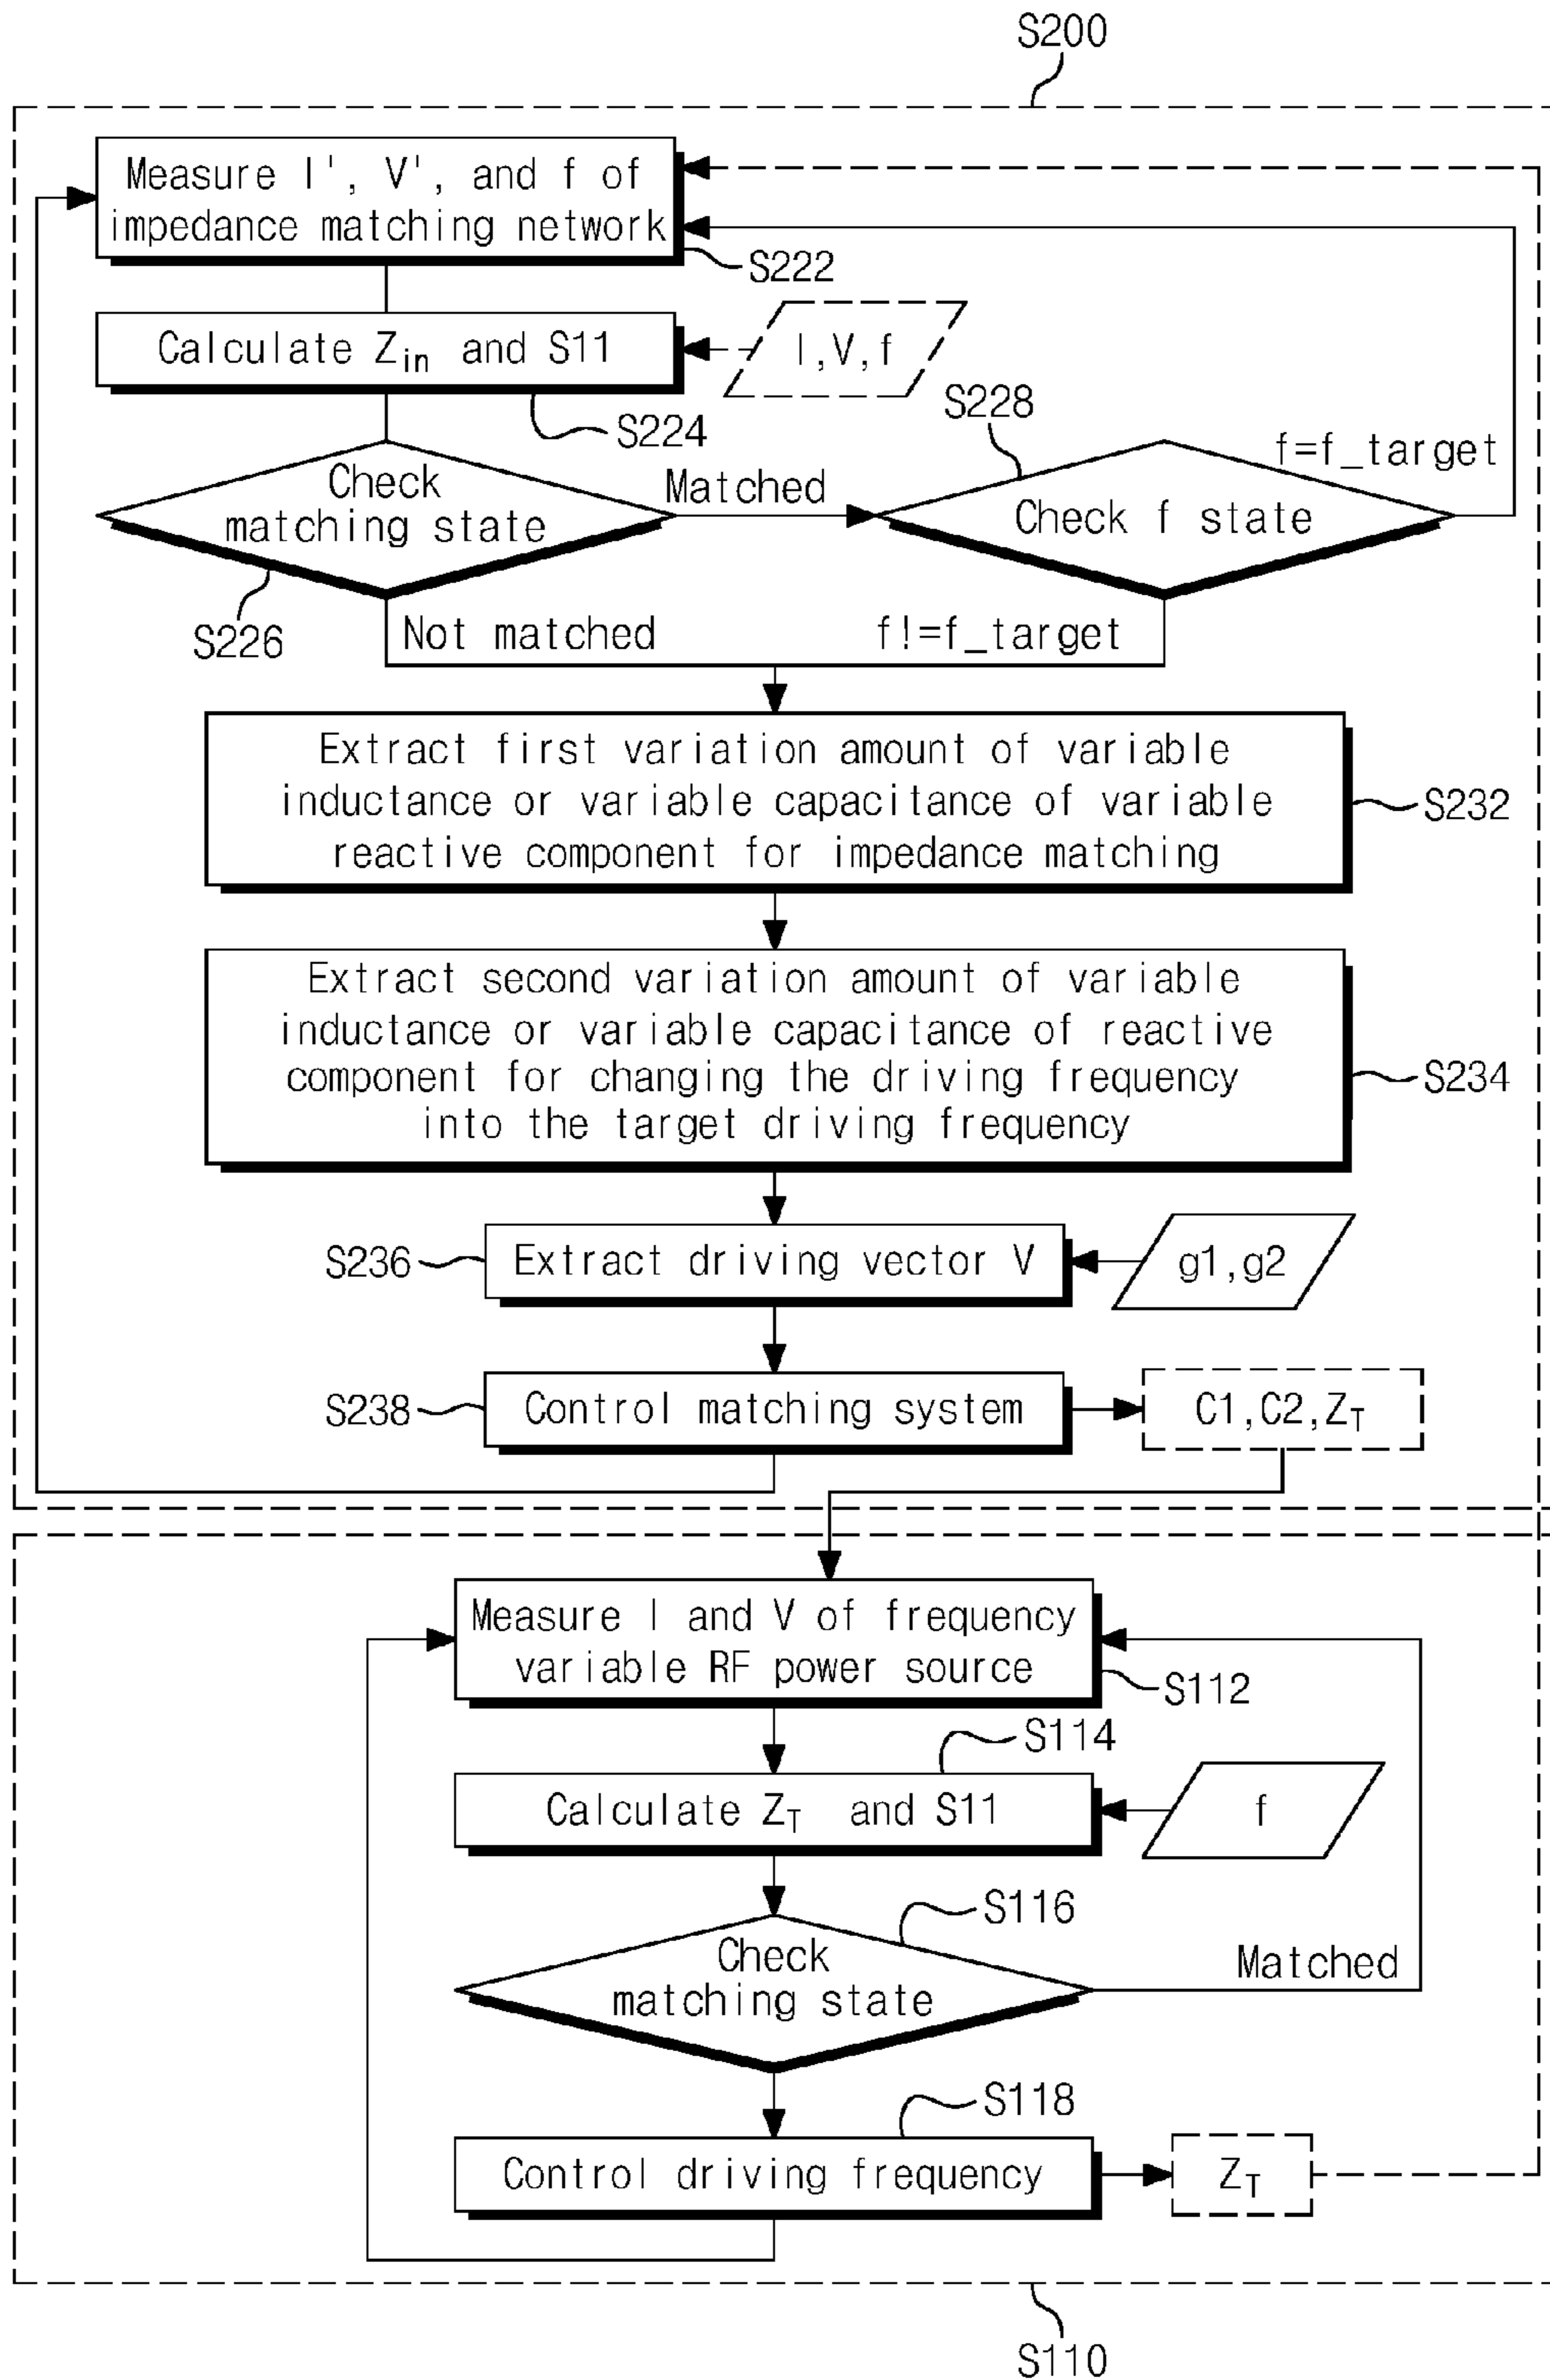 S200
Measure I', V', and f of
impedance matching network
S222
Calculate Zin and S11
I,V,f
S224
S228
f=f_target
Check
matching state
Matched
Check f state
S226
Not matched
f!=f_target
Extract first variation amount of variable
inductance or variable capacitance of variable
reactive component for impedance matching
S232
Extract second variation amount of variable
inductance or variable capacitance of reactive
component for changing the driving frequency
into the target driving frequency
S234
S236
Extract driving vector V
g1,g2
S238
Control matching system
C1,C2,ZT
Measure I and V of frequency
variable RF power source
S112
S114
Calculate ZT and S11
f
S116
Check
matching state
Matched
S118
Control driving frequency
ZT
S110